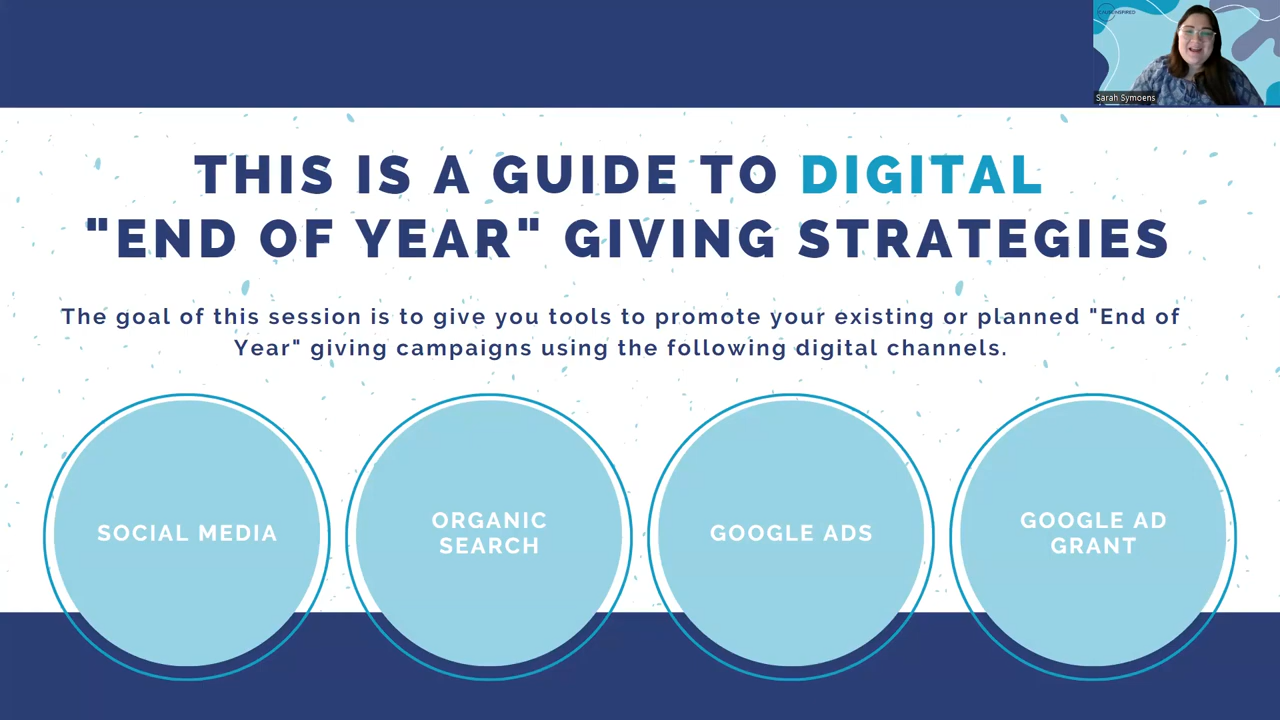 Sarah Symoens
THIS IS A GUIDE TO DIGITAL
"END OF YEAR" GIVING STRATEGIES
The goal of this session is to give you tools to promote your existing or planned "End of
Year" giving campaigns using the following digital channels.
SOCIAL MEDIA
ORGANIC
SEARCH
GOOGLE ADS
GOOGLE AD
GRANT